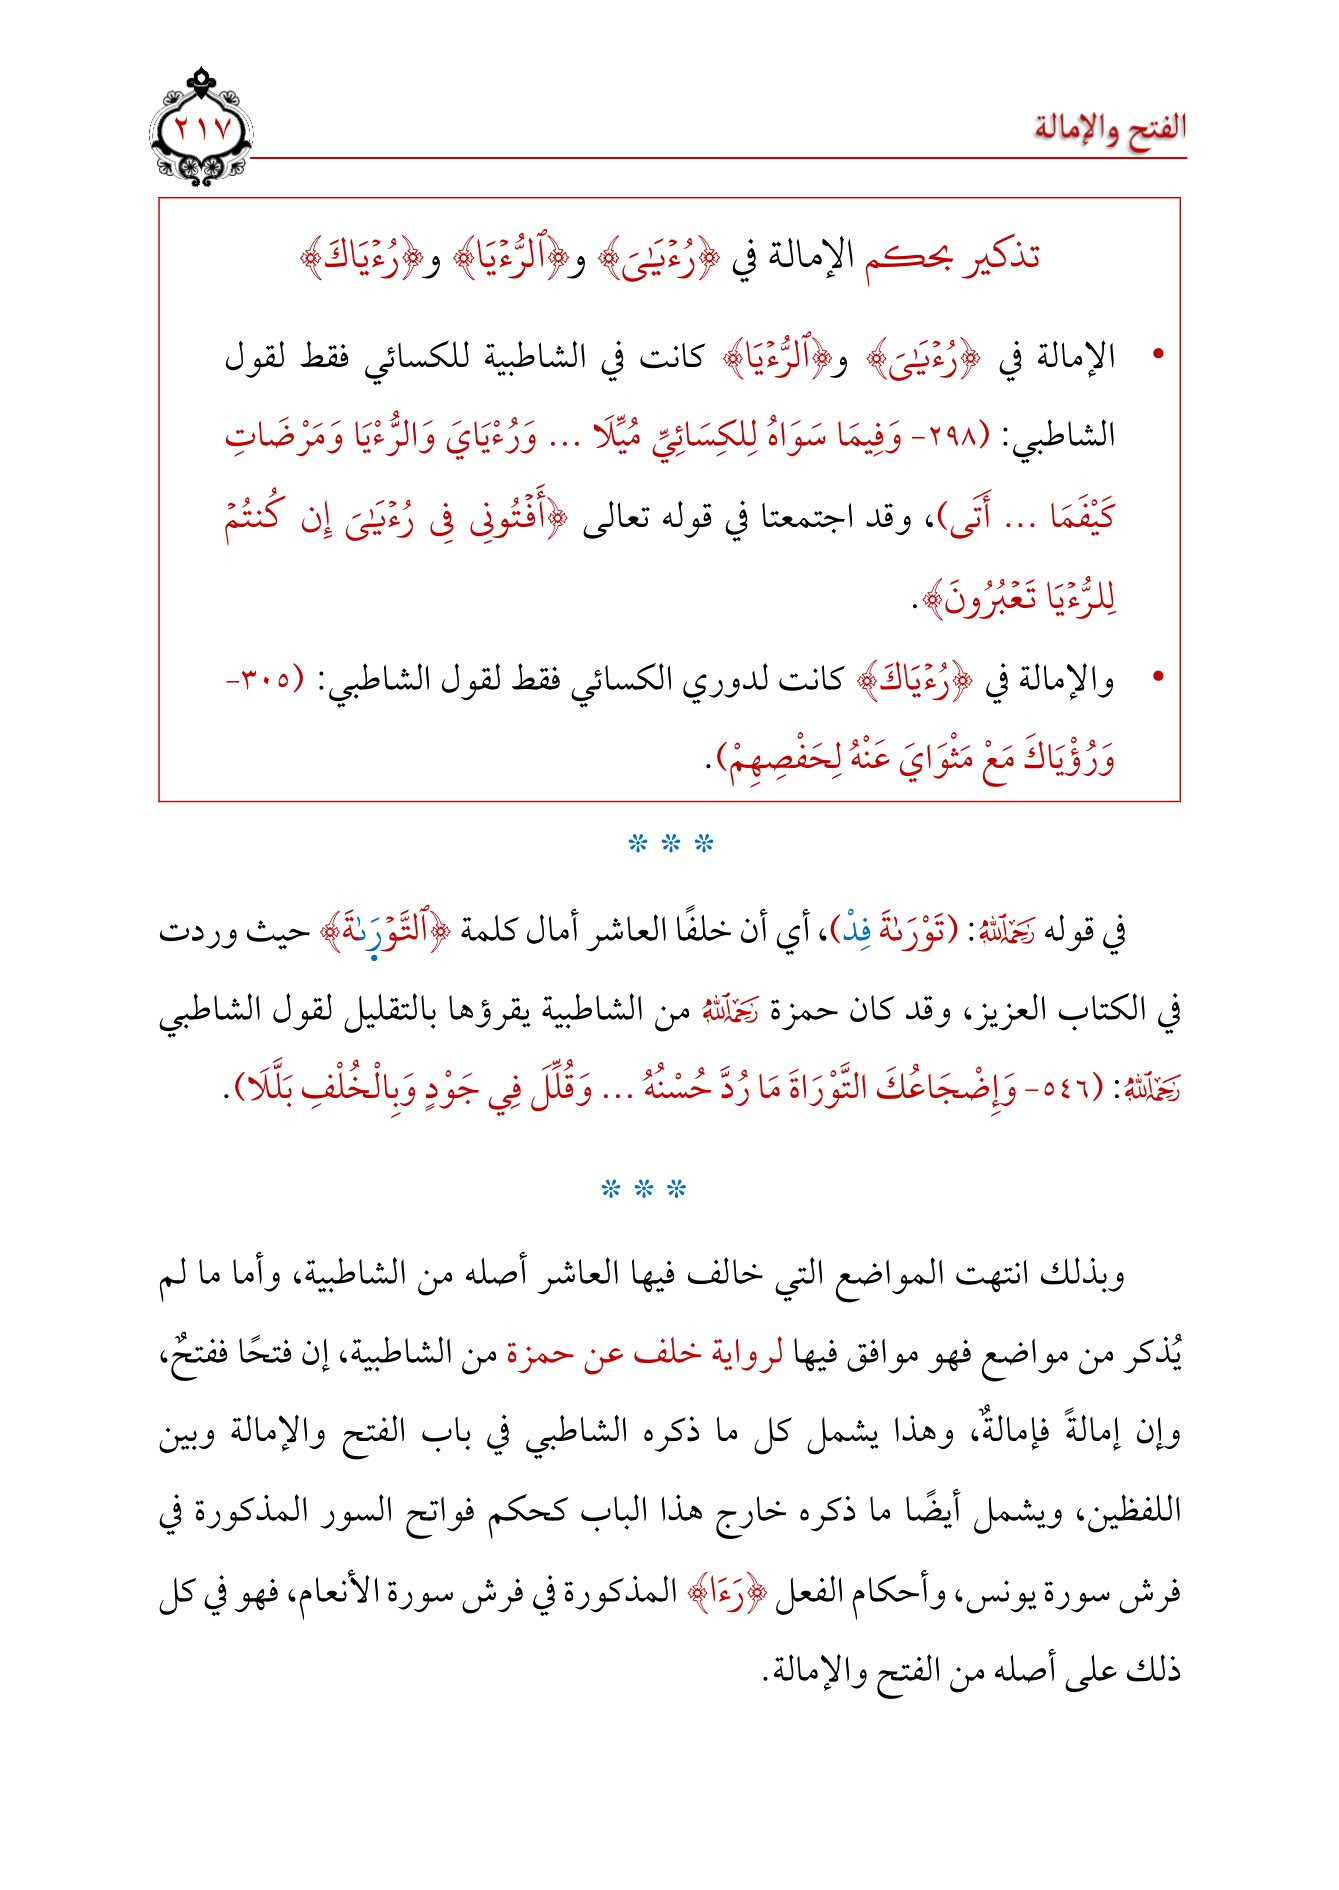 الفتح والإمالة
٢١٧
تذكير بحكم الإمالة في ﴿رُءۡيَٰىَ﴾ و﴿ٱلرُّءۡيَا﴾ و﴿رُءۡيَاكَ﴾
• الإمالة في ﴿رُءۡيَٰىَ﴾ و﴿ٱلرُّءۡيَا﴾ كانت في الشاطبية للكسائي فقط لقول
الشاطبي: (٢٩٨- وَفِيمَا سَوَاهُ لِلكِسَائِيِّ مُيِّلَا ... وَرُءْيَايَ وَالرُّءْيَا وَمَرْضَاتِ
كَيْفَمَا ... أَتَى)، وقد اجتمعتا في قوله تعالى ﴿أَفۡتُونِى فِى رُءۡيَٰىَ إِن كُنتُمۡ
لِلرُّءۡيَا تَعۡبُرُونَ﴾.
• والإمالة في ﴿رُءۡيَاكَ﴾ كانت لدوري الكسائي فقط لقول الشاطبي: (٣٠٥-
وَرُؤْيَاكَ مَعْ مَثْوَايَ عَنْهُ لِحَفْصِهِمْ).
❊ ❊ ❊
في قوله رَحِمَهُ ٱللَّهُ: (تَوْرَىٰةَ فِدْ)، أي أن خلفًا العاشر أمال كلمة ﴿ٱلتَّوۡرَىٰةَ﴾ حيث وردت
في الكتاب العزيز، وقد كان حمزة رَحِمَهُ ٱللَّهُ من الشاطبية يقرؤها بالتقليل لقول الشاطبي
رَحِمَهُ ٱللَّهُ: (٥٤٦- وَإِضْجَاعُكَ التَّوْرَاةَ مَا رُدَّ حُسْنُهُ ... وَقُلِّلَ فِي جَوْدٍ وَبِالْخُلْفِ بَلَّلَا).
❊ ❊ ❊
وبذلك انتهت المواضع التي خالف فيها العاشر أصله من الشاطبية، وأما ما لم
يُذكر من مواضع فهو موافق فيها لرواية خلف عن حمزة من الشاطبية، إن فتحًا ففتحٌ،
وإن إمالةً فإمالةٌ، وهذا يشمل كل ما ذكره الشاطبي في باب الفتح والإمالة وبين
اللفظين، ويشمل أيضًا ما ذكره خارج هذا الباب كحكم فواتح السور المذكورة في
فرش سورة يونس، وأحكام الفعل ﴿رَءَا﴾ المذكورة في فرش سورة الأنعام، فهو في كل
ذلك على أصله من الفتح والإمالة.